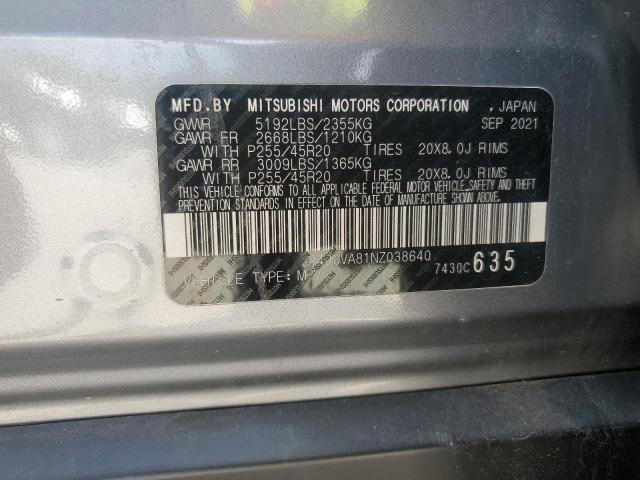 MFD.BY MITSUBISHI MOTORS CORPORATION , JAPAN
GVWR 5192LBS/2355KG SEP 2021
GAWR FR 2668LBS/1210KG
WITH P255/45R20 TIRES 20X8.0J RIMS
GAWR RR 3009LBS/1365KG
WITH P255/45R20 TIRES 20X8.0J RIMS
THIS VEHICLE CONFORMS TO ALL APPLICABLE FEDERAL MOTOR VEHICLE SAFETY AND THEFT
PREVENTION STANDARDS IN EFFECT ON THE DATE OF MANUFACTURE SHOWN ABOVE.
VA81NZ038640
VEHICLE TYPE: 7430C 635